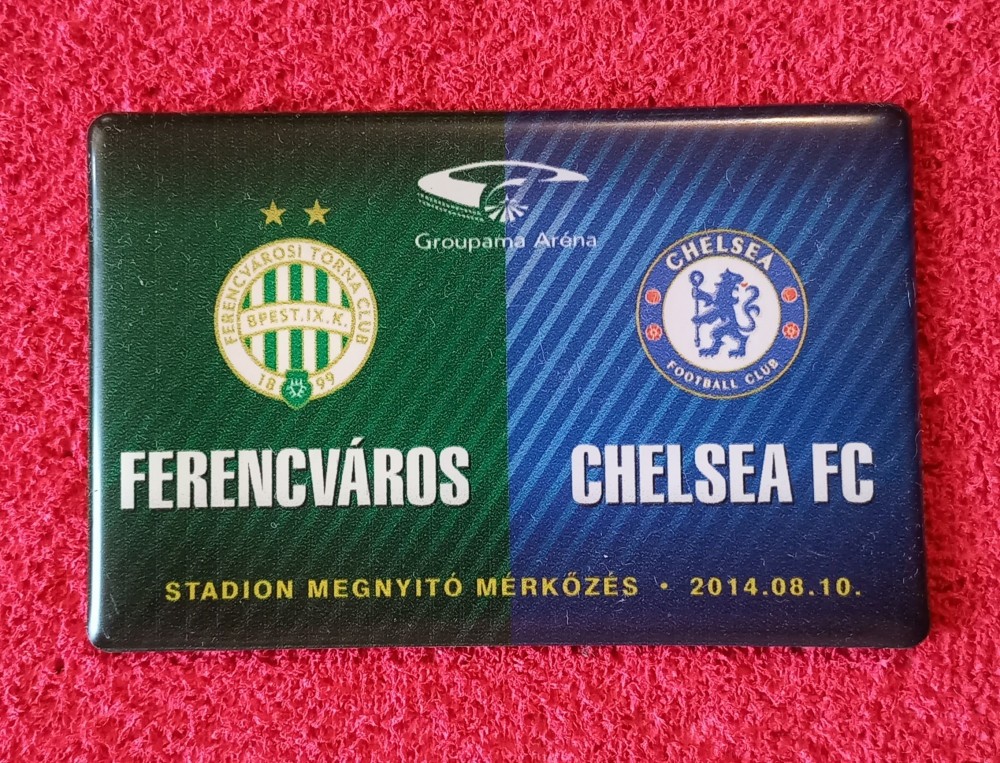 Groupama Aréna
FERENCVÁROSI TORNA CLUB
BPEST.IX.K.
18 99
CHELSEA
FOOTBALL CLUB
FERENCVÁROS
CHELSEA FC
STADION MEGNYITÓ MÉRKŐZÉS • 2014.08.10.